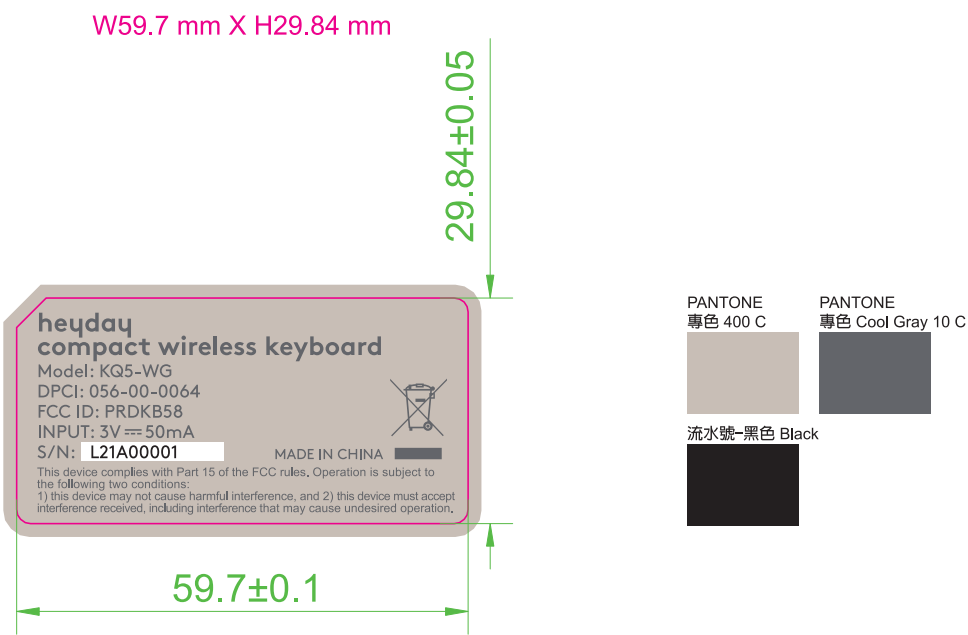 W59.7 mm X H29.84 mm
29.84±0.05
heyday
compact wireless keyboard
Model: KQ5-WG
DPCI: 056-00-0064
FCC ID: PRDKB58
INPUT: 3V⎓50mA
S/N: L21A00001
MADE IN CHINA
This device complies with Part 15 of the FCC rules. Operation is subject to
the following two conditions:
1) this device may not cause harmful interference, and 2) this device must accept
interference received, including interference that may cause undesired operation.
59.7±0.1
PANTONE
專色 400 C
PANTONE
專色 Cool Gray 10 C
流水號-黑色 Black